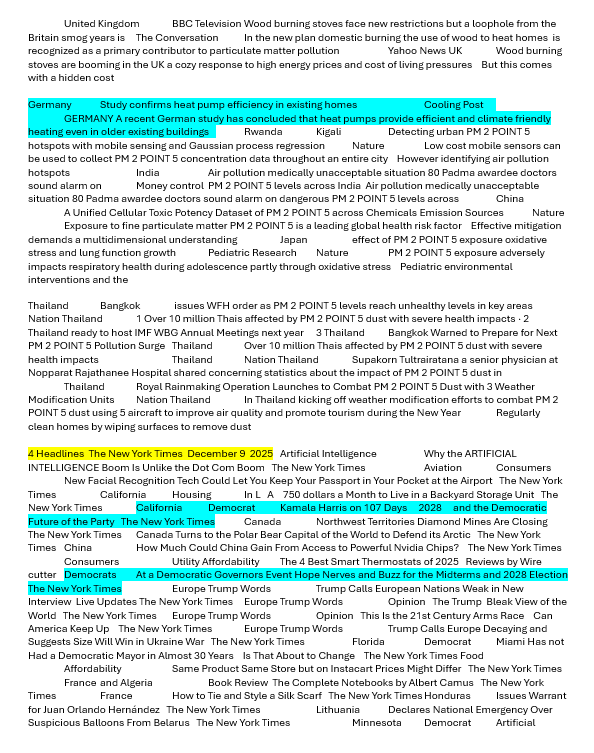 United Kingdom BBC Television Wood burning stoves face new restrictions but a loophole from the
Britain smog years is The Conversation In the new plan domestic burning the use of wood to heat homes is
recognized as a primary contributor to particulate matter pollution Yahoo News UK Wood burning
stoves are booming in the UK a cozy response to high energy prices and cost of living pressures But this comes
with a hidden cost
Germany Study confirms heat pump efficiency in existing homes Cooling Post
GERMANY A recent German study has concluded that heat pumps provide efficient and climate friendly
heating even in older existing buildings Rwanda Kigali Detecting urban PM 2 POINT 5
hotspots with mobile sensing and Gaussian process regression Nature Low cost mobile sensors can
be used to collect PM 2 POINT 5 concentration data throughout an entire city However identifying air pollution
hotspots India Air pollution medically unacceptable situation 80 Padma awardee doctors
sound alarm on Money control PM 2 POINT 5 levels across India Air pollution medically unacceptable
situation 80 Padma awardee doctors sound alarm on dangerous PM 2 POINT 5 levels across China
A Unified Cellular Toxic Potency Dataset of PM 2 POINT 5 across Chemicals Emission Sources Nature
Exposure to fine particulate matter PM 2 POINT 5 is a leading global health risk factor Effective mitigation
demands a multidimensional understanding Japan effect of PM 2 POINT 5 exposure oxidative
stress and lung function growth Pediatric Research Nature PM 2 POINT 5 exposure adversely
impacts respiratory health during adolescence partly through oxidative stress Pediatric environmental
interventions and the
Thailand Bangkok issues WFH order as PM 2 POINT 5 levels reach unhealthy levels in key areas
Nation Thailand 1 Over 10 million Thais affected by PM 2 POINT 5 dust with severe health impacts · 2
Thailand ready to host IMF WBG Annual Meetings next year 3 Thailand Bangkok Warned to Prepare for Next
PM 2 POINT 5 Pollution Surge Thailand Over 10 million Thais affected by PM 2 POINT 5 dust with severe
health impacts Thailand Nation Thailand Supakorn Tultrairatana a senior physician at
Nopparat Rajathanee Hospital shared concerning statistics about the impact of PM 2 POINT 5 dust in
Thailand Royal Rainmaking Operation Launches to Combat PM 2 POINT 5 Dust with 3 Weather
Modification Units Nation Thailand In Thailand kicking off weather modification efforts to combat PM 2
POINT 5 dust using 5 aircraft to improve air quality and promote tourism during the New Year Regularly
clean homes by wiping surfaces to remove dust
4 Headlines The New York Times December 9 2025 Artificial Intelligence Why the ARTIFICIAL
INTELLIGENCE Boom Is Unlike the Dot Com Boom The New York Times Aviation Consumers
New Facial Recognition Tech Could Let You Keep Your Passport in Your Pocket at the Airport The New York
Times California Housing In L A 750 dollars a Month to Live in a Backyard Storage Unit The
New York Times California Democrat Kamala Harris on 107 Days 2028 and the Democratic
Future of the Party The New York Times Canada Northwest Territories Diamond Mines Are Closing
The New York Times Canada Turns to the Polar Bear Capital of the World to Defend its Arctic The New York
Times China How Much Could China Gain From Access to Powerful Nvidia Chips? The New York Times
Consumers Utility Affordability The 4 Best Smart Thermostats of 2025 Reviews by Wire
cutter Democrats At a Democratic Governors Event Hope Nerves and Buzz for the Midterms and 2028 Election
The New York Times Europe Trump Words Trump Calls European Nations Weak in New
Interview Live Updates The New York Times Europe Trump Words Opinion The Trump Bleak View of the
World The New York Times Europe Trump Words Opinion This Is the 21st Century Arms Race Can
America Keep Up The New York Times Europe Trump Words Trump Calls Europe Decaying and
Suggests Size Will Win in Ukraine War The New York Times Florida Democrat Miami Has not
Had a Democratic Mayor in Almost 30 Years Is That About to Change The New York Times Food
Affordability Same Product Same Store but on Instacart Prices Might Differ The New York Times
France and Algeria Book Review The Complete Notebooks by Albert Camus The New York
Times France How to Tie and Style a Silk Scarf The New York Times Honduras Issues Warrant
for Juan Orlando Hernández The New York Times Lithuania Declares National Emergency Over
Suspicious Balloons From Belarus The New York Times Minnesota Democrat Artificial